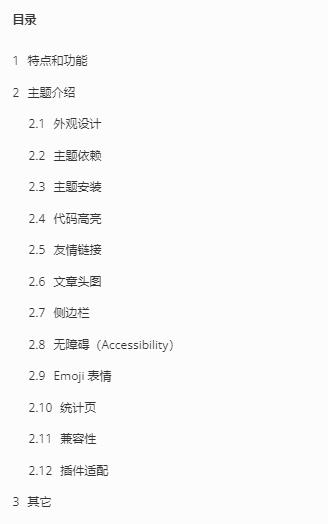 目录
1 特点和功能
2 主题介绍
2.1 外观设计
2.2 主题依赖
2.3 主题安装
2.4 代码高亮
2.5 友情链接
2.6 文章头图
2.7 侧边栏
2.8 无障碍（Accessibility）
2.9 Emoji 表情
2.10 统计页
2.11 兼容性
2.12 插件适配
3 其它